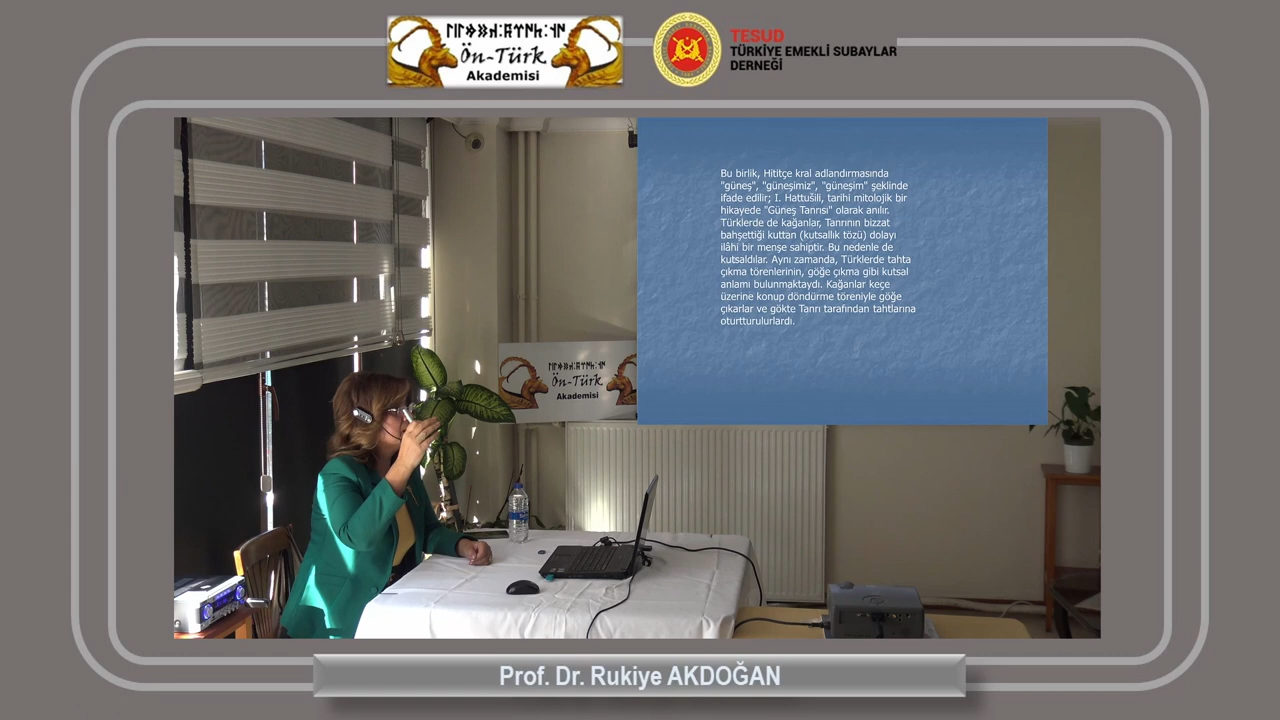 Ön-Türk
Akademisi
TESUD
TÜRKİYE EMEKLİ SUBAYLAR
DERNEĞİ
Bu birlik, Hititçe kral adlandırmasında
"güneş", "güneşimiz", "güneşim" şeklinde
ifade edilir; I. Hattušili, tarihi mitolojik bir
hikayede "Güneş Tanrısı" olarak anılır.
Türklerde de kağanlar, Tanrının bizzat
bahşettiği kuttan (kutsallık tözü) dolayı
ilâhi bir menşe sahiptir. Bu nedenle de
kutsaldılar. Aynı zamanda, Türklerde tahta
çıkma törenlerinin, göğe çıkma gibi kutsal
anlamı bulunmaktaydı. Kağanlar keçe
üzerine konup döndürme töreniyle göğe
çıkarlar ve gökte Tanrı tarafından tahtlarına
oturtturulurlardı.
Ön-Türk
Akademisi
Prof. Dr. Rukiye AKDOĞAN